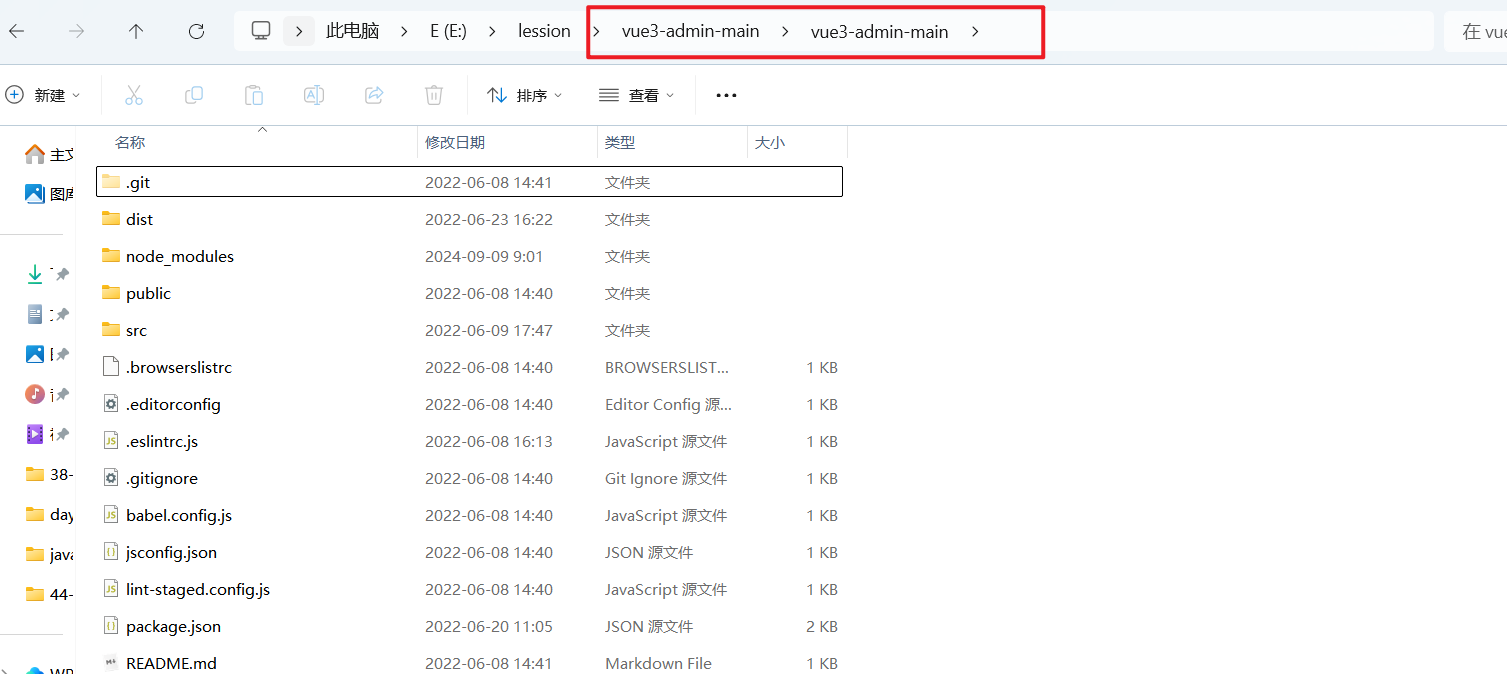 此电脑 E (E:) lession vue3-admin-main vue3-admin-main 在 vue
新建 排序 查看
名称 修改日期 类型 大小
主文
图库
38-
day
java
44-
WP
.git 2022-06-08 14:41 文件夹
dist 2022-06-23 16:22 文件夹
node_modules 2024-09-09 9:01 文件夹
public 2022-06-08 14:40 文件夹
src 2022-06-09 17:47 文件夹
.browserslistrc 2022-06-08 14:40 BROWSERSLIST... 1 KB
.editorconfig 2022-06-08 14:40 Editor Config 源... 1 KB
.eslintrc.js 2022-06-08 16:13 JavaScript 源文件 1 KB
.gitignore 2022-06-08 14:40 Git Ignore 源文件 1 KB
babel.config.js 2022-06-08 14:40 JavaScript 源文件 1 KB
jsconfig.json 2022-06-08 14:40 JSON 源文件 1 KB
lint-staged.config.js 2022-06-08 14:40 JavaScript 源文件 1 KB
package.json 2022-06-20 11:05 JSON 源文件 2 KB
README.md 2022-06-08 14:41 Markdown File 1 KB